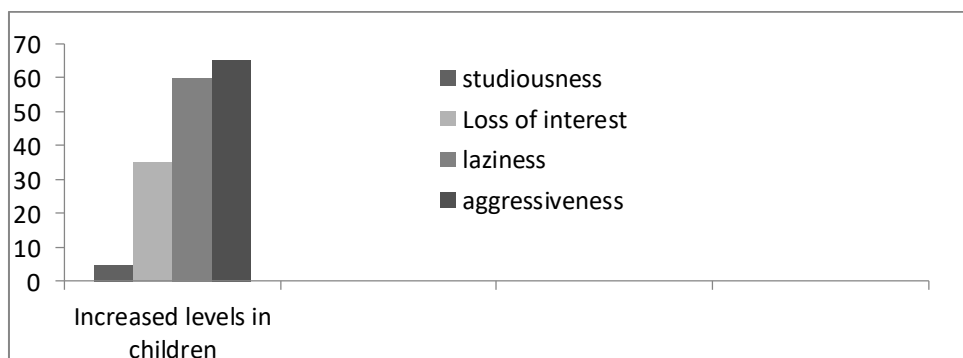 70
60
50
40
30
20
10
0
studiousness
Loss of interest
laziness
aggressiveness
Increased levels in
children